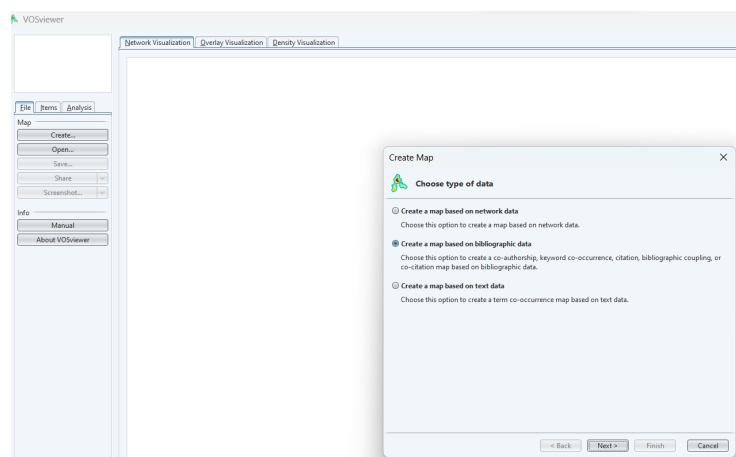 VOSviewer
Network Visualization Overlay Visualization Density Visualization
File Items Analysis
Map
Create...
Open...
Save...
Share
Screenshot...
Info
Manual
About VOSviewer
Create Map
Choose type of data
Create a map based on network data
Choose this option to create a map based on network data.
Create a map based on bibliographic data
Choose this option to create a co-authorship, keyword co-occurrence, citation, bibliographic coupling, or
co-citation map based on bibliographic data.
Create a map based on text data
Choose this option to create a term co-occurrence map based on text data.
< Back Next > Finish Cancel